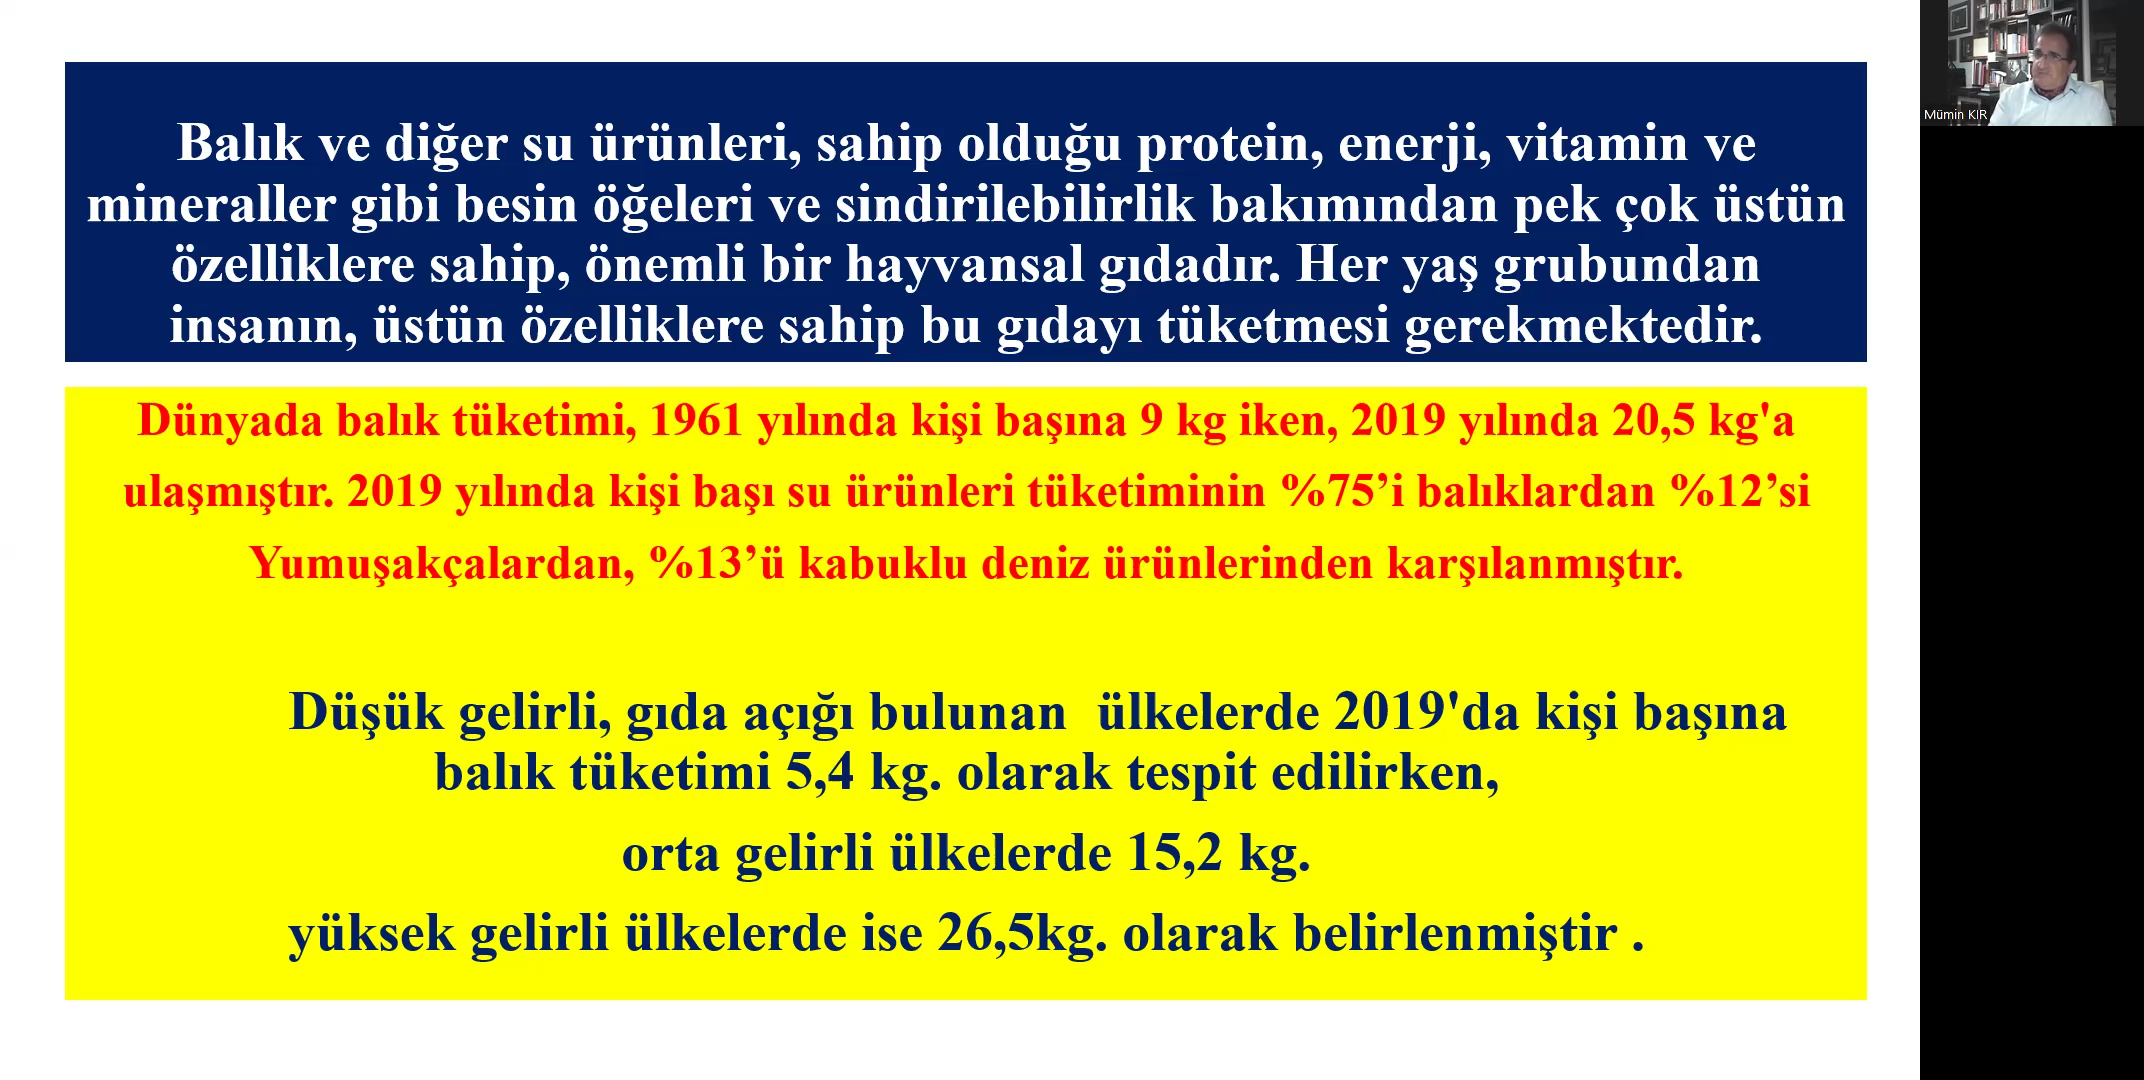 Balık ve diğer su ürünleri, sahip olduğu protein, enerji, vitamin ve
mineraller gibi besin öğeleri ve sindirilebilirlik bakımından pek çok üstün
özelliklere sahip, önemli bir hayvansal gıdadır. Her yaş grubundan
insanın, üstün özelliklere sahip bu gıdayı tüketmesi gerekmektedir.
Dünyada balık tüketimi, 1961 yılında kişi başına 9 kg iken, 2019 yılında 20,5 kg'a
ulaşmıştır. 2019 yılında kişi başı su ürünleri tüketiminin %75’i balıklardan %12’si
Yumuşakçalardan, %13’ü kabuklu deniz ürünlerinden karşılanmıştır.
Düşük gelirli, gıda açığı bulunan  ülkelerde 2019'da kişi başına
balık tüketimi 5,4 kg. olarak tespit edilirken,
orta gelirli ülkelerde 15,2 kg.
yüksek gelirli ülkelerde ise 26,5kg. olarak belirlenmiştir .
Mümin KIR